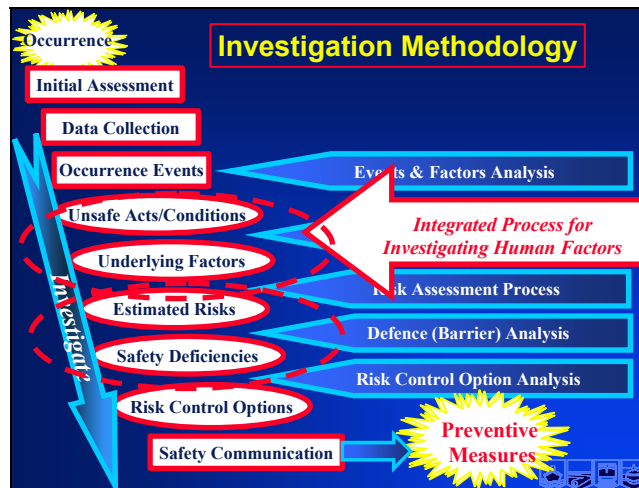 Occurrence
Investigation Methodology
Initial Assessment
Data Collection
Occurrence Events
Events & Factors Analysis
Unsafe Acts/Conditions
Integrated Process for
Investigating Human Factors
Underlying Factors
Risk Assessment Process
Estimated Risks
Defence (Barrier) Analysis
Safety Deficiencies
Risk Control Option Analysis
Investigate
Risk Control Options
Safety Communication
Preventive
Measures